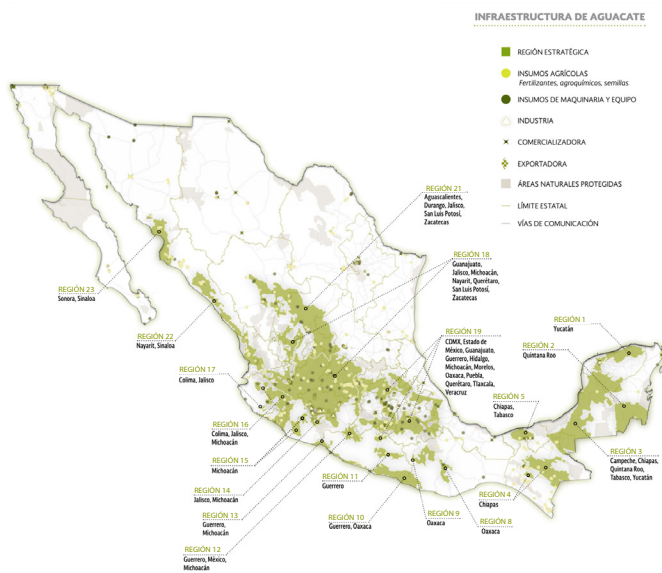 INFRAESTRUCTURA DE AGUACATE
REGIÓN ESTRATÉGICA
INSUMOS AGRÍCOLAS
Fertilizantes, agroquímicos, semillas
INSUMOS DE MAQUINARIA Y EQUIPO
INDUSTRIA
COMERCIALIZADORA
EXPORTADORA
ÁREAS NATURALES PROTEGIDAS
LÍMITE ESTATAL
VÍAS DE COMUNICACIÓN
REGIÓN 21
Aguascalientes,
Durango, Jalisco,
San Luis Potosí,
Zacatecas
REGIÓN 18
Guanajuato,
Jalisco, Michoacán,
Nayarit, Querétaro,
San Luis Potosí,
Zacatecas
REGIÓN 23
Sonora, Sinaloa
REGIÓN 22
Nayarit, Sinaloa
REGIÓN 19
CDMX, Estado de
México, Guanajuato,
Guerrero, Hidalgo,
Michoacán, Morelos,
Oaxaca, Puebla,
Querétaro, Tlaxcala,
Veracruz
REGIÓN 1
Yucatán
REGIÓN 2
Quintana Roo
REGIÓN 17
Colima, Jalisco
REGIÓN 5
Chiapas,
Tabasco
REGIÓN 16
Colima, Jalisco,
Michoacán
REGIÓN 15
Michoacán
REGIÓN 3
Campeche, Chiapas,
Quintana Roo,
Tabasco, Yucatán
REGIÓN 14
Jalisco, Michoacán
REGIÓN 11
Guerrero
REGIÓN 4
Chiapas
REGIÓN 13
Guerrero,
Michoacán
REGIÓN 10
Guerrero, Oaxaca
REGIÓN 9
Oaxaca
REGIÓN 8
Oaxaca
REGIÓN 12
Guerrero, México,
Michoacán